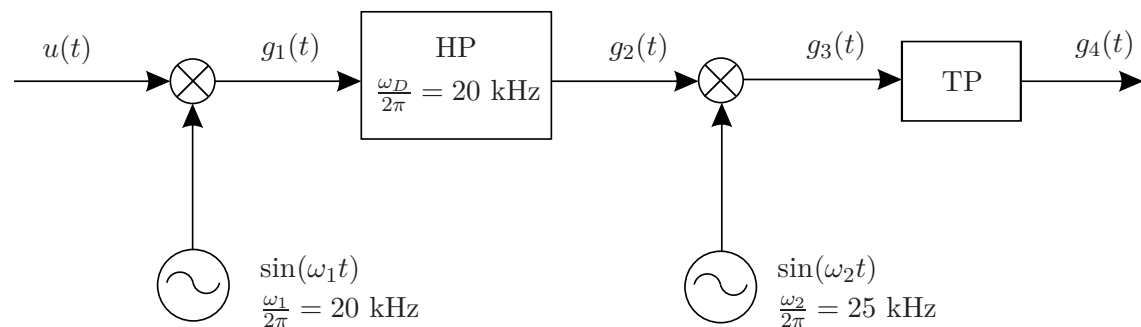 u(t)
g₁(t)
HP
ω_D/2π = 20 kHz
g₂(t)
g₃(t)
TP
g₄(t)
sin(ω₁t)
ω₁/2π = 20 kHz
sin(ω₂t)
ω₂/2π = 25 kHz